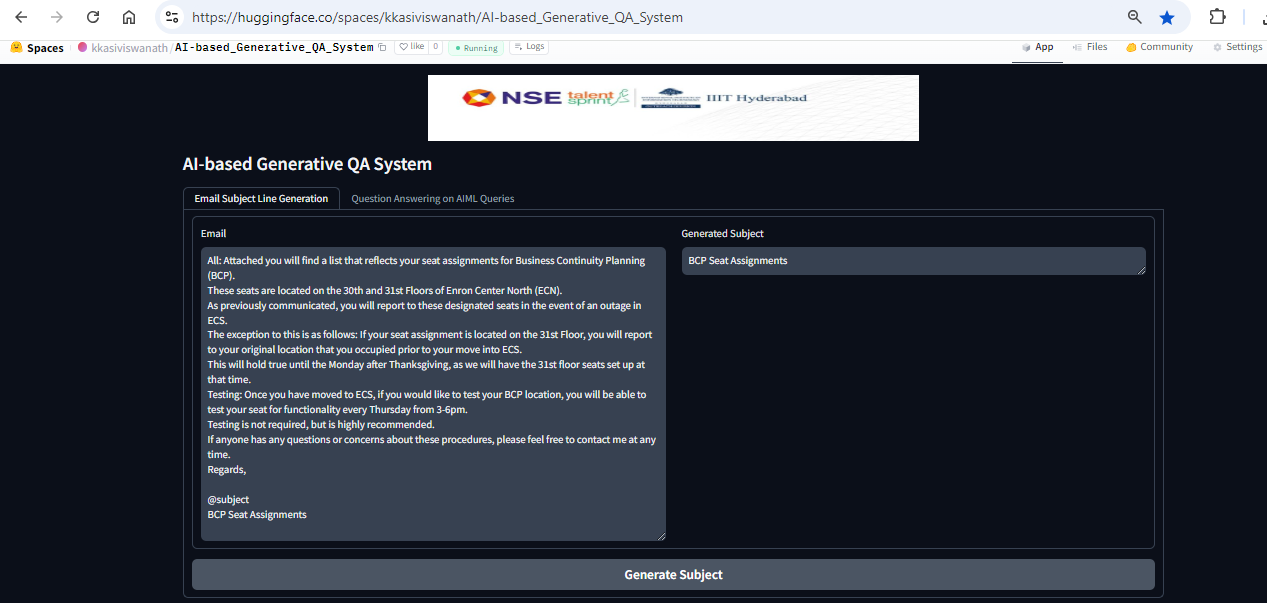 https://huggingface.co/spaces/kkasiviswanath/AI-based_Generative_QA_System
Spaces kkasiviswanath/AI-based_Generative_QA_System like 0 Running Logs App Files Community Settings
NSE talent sprint IIIT Hyderabad
AI-based Generative QA System
Email Subject Line Generation Question Answering on AIML Queries
Email
All: Attached you will find a list that reflects your seat assignments for Business Continuity Planning
(BCP).
These seats are located on the 30th and 31st Floors of Enron Center North (ECN).
As previously communicated, you will report to these designated seats in the event of an outage in
ECS.
The exception to this is as follows: If your seat assignment is located on the 31st Floor, you will report
to your original location that you occupied prior to your move into ECS.
This will hold true until the Monday after Thanksgiving, as we will have the 31st floor seats set up at
that time.
Testing: Once you have moved to ECS, if you would like to test your BCP location, you will be able to
test your seat for functionality every Thursday from 3-6pm.
Testing is not required, but is highly recommended.
If anyone has any questions or concerns about these procedures, please feel free to contact me at any
time.
Regards,
@subject
BCP Seat Assignments
Generated Subject
BCP Seat Assignments
Generate Subject